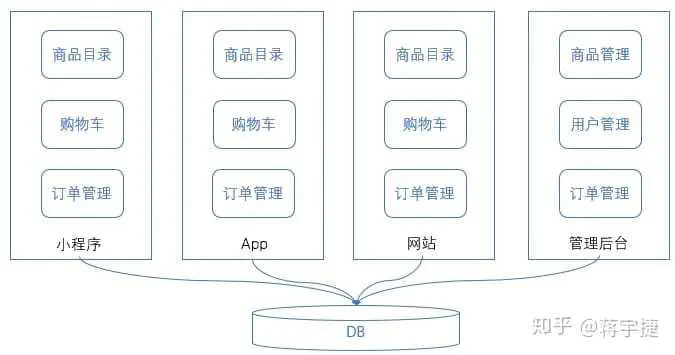 商品目录 商品目录 商品目录 商品管理
购物车 购物车 购物车 用户管理
订单管理 订单管理 订单管理 订单管理
小程序 App 网站 管理后台
DB
知乎 @蒋宇捷